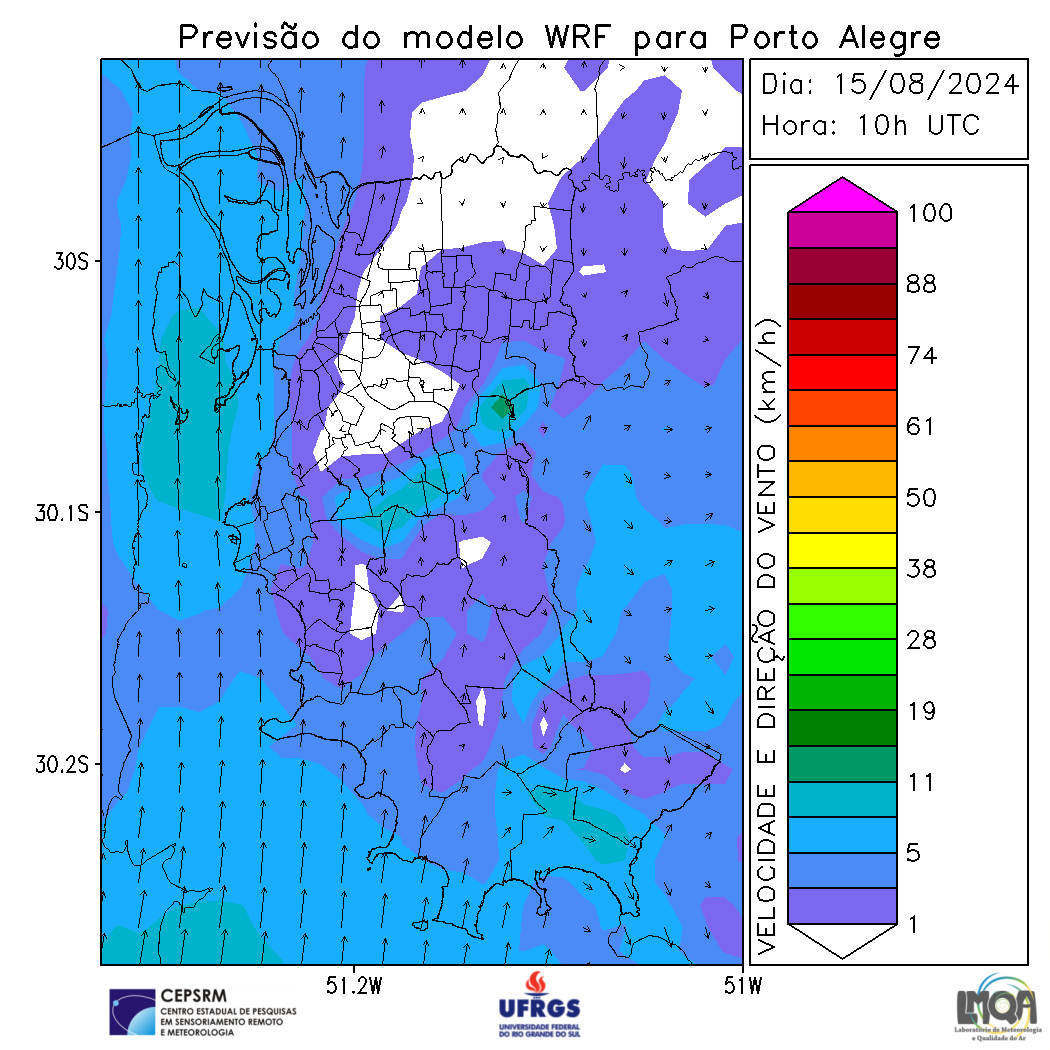 Previsão do modelo WRF para Porto Alegre
Dia: 15/08/2024
Hora: 10h UTC
30S
30.1S
30.2S
51.2W
51W
VELOCIDADE E DIREÇÃO DO VENTO (km/h)
100
88
74
61
50
38
28
19
11
5
1
CEPSRM
CENTRO ESTADUAL DE PESQUISAS
EM SENSORIAMENTO REMOTO
E METEOROLOGIA
UFRGS
UNIVERSIDADE FEDERAL
DO RIO GRANDE DO SUL
LMQA
Laboratório de Meteorologia
e Qualidade do Ar